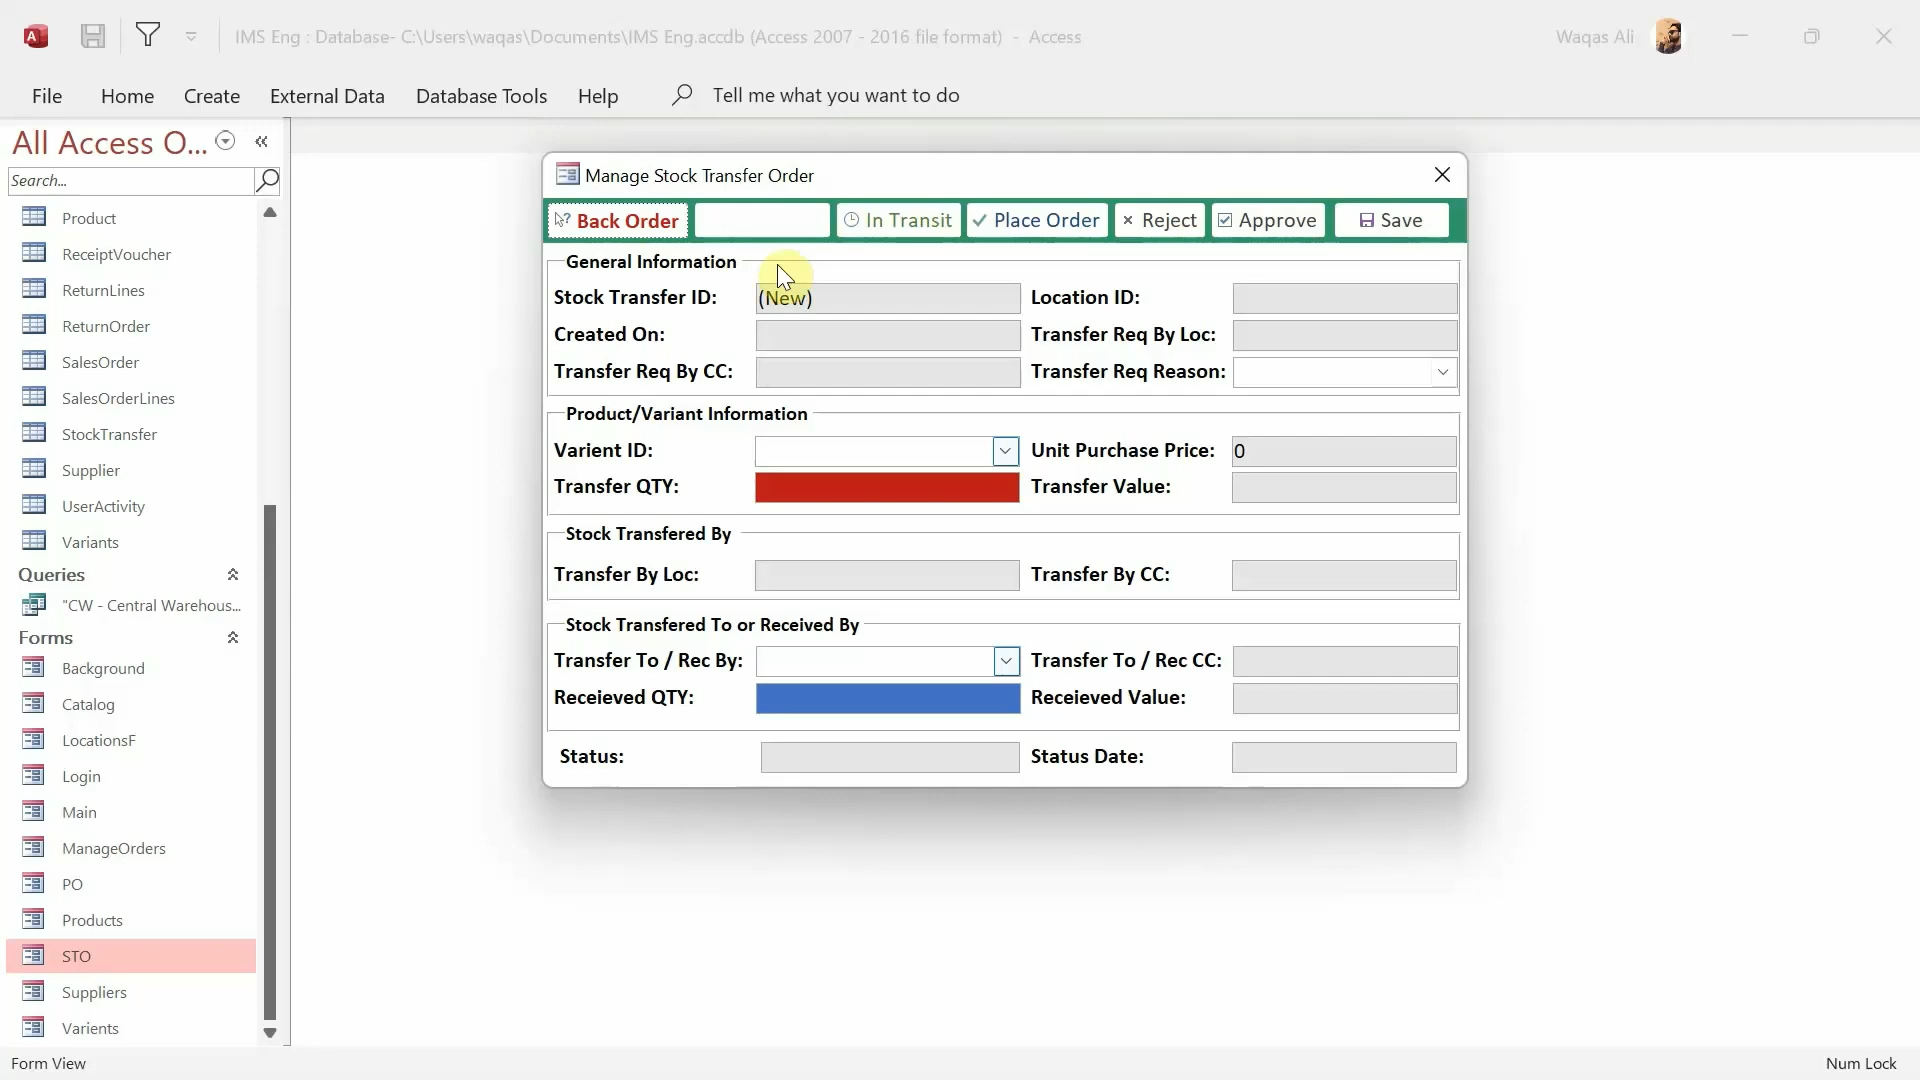 IMS Eng : Database- C:\Users\waqas\Documents\IMS Eng.accdb (Access 2007 - 2016 file format) - Access
Waqas Ali
File Home Create External Data Database Tools Help Tell me what you want to do
All Access O...
Search...
Product
ReceiptVoucher
ReturnLines
ReturnOrder
SalesOrder
SalesOrderLines
StockTransfer
Supplier
UserActivity
Variants
Queries
"CW - Central Warehous...
Forms
Background
Catalog
LocationsF
Login
Main
ManageOrders
PO
Products
STO
Suppliers
Varients
Manage Stock Transfer Order
Back Order In Transit Place Order Reject Approve Save
General Information
Stock Transfer ID: (New) Location ID:
Created On: Transfer Req By Loc:
Transfer Req By CC: Transfer Req Reason:
Product/Variant Information
Varient ID: Unit Purchase Price: 0
Transfer QTY: Transfer Value:
Stock Transfered By
Transfer By Loc: Transfer By CC:
Stock Transfered To or Received By
Transfer To / Rec By: Transfer To / Rec CC:
Receieved QTY: Receieved Value:
Status: Status Date:
Form View
Num Lock